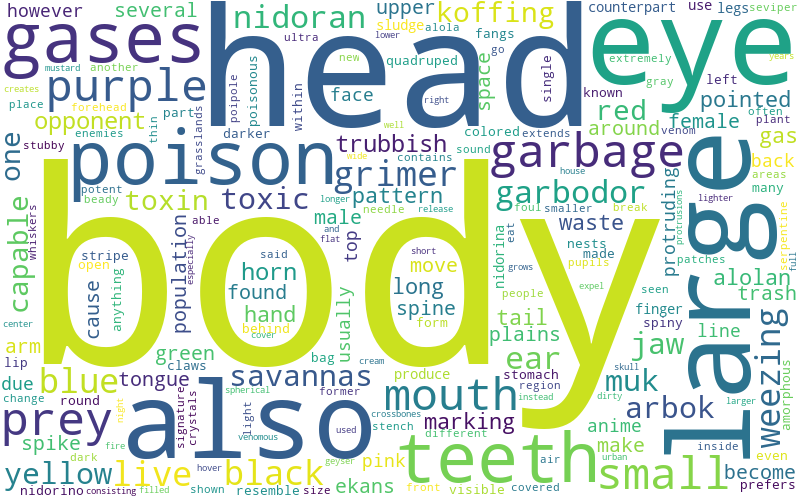 however
several
nidoran
upper
koffing
counterpart
use
legs
seviper
gases
head
eye
sludge
alola
fangs
ultra
lower
new
go
quadruped
extremely
gray
years
creates
mustard
another
purple
poipole
poisonous
within
face
space
single
right
known
left
plant
often
place
forehead
part
opponent
thin
grasslands
darker
well
colored
extends
red
around
pointed
female
venom
gas
stubby
enemies
one
poison
trubbish
contains
sound
garbage
large
back
areas
potent
beady
wide
grimer
house
many
whiskers
toxin
toxic
pattern
longer
release
garbodor
smaller
lighter
protruding
protrusions
capable
able
male
needle
foul
break
waste
and
flat
top
eat
nests
made
patches
serpentine
full
stripe
population
especially
said
horn
short
move
nidorina
pupils
alolan
open
anything
cause
found
long
grows
people
expel
seen
trash
center
hand
spine
tail
finger
spiny
line
behind
form
plains
arm
green
cover
usually
ear
jaw
weezing
amorphous
lip
claws
bag
cream
produce
stomach
skull
due
blue
tongue
savannas
region
muk
dirty
change
round
spherical
former
mouth
instead
arbok
larger
prey
also
signature
crystals
light
crossbones
marking
anime
spike
night
used
stench
teeth
different
make
inside
even
dark
fire
venomous
geyser
air
urban
small
yellow
live
black
hover
pink
ekans
become
nidorino
consisting
filled
shown
resemble
size
front
visible
covered
prefers
body